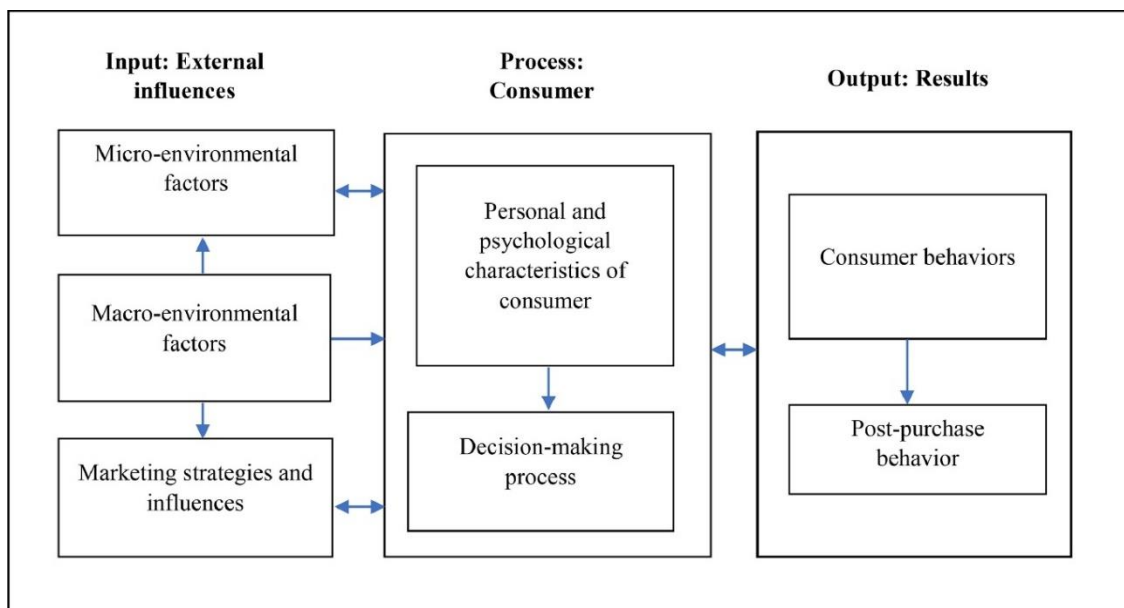 Input: External
influences
Process:
Consumer
Output: Results
Micro-environmental
factors
Macro-environmental
factors
Marketing strategies and
influences
Personal and
psychological
characteristics of
consumer
Decision-making
process
Consumer behaviors
Post-purchase
behavior